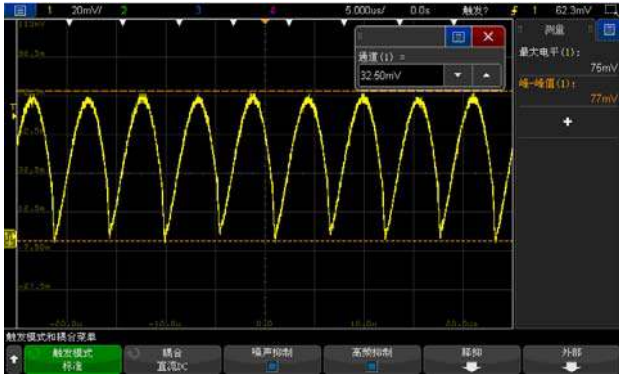 1 20mV/ 2 3 4 5.000us/ 0.0s 触发? 1 62.3mV
测量
通道(1) =
32.50mV
最大电平(1):
75mV
峰-峰值(1):
77mV
+
T
触发模式和耦合菜单
触发模式
标准
耦合
直流DC
噪声抑制
高频抑制
释抑
外部